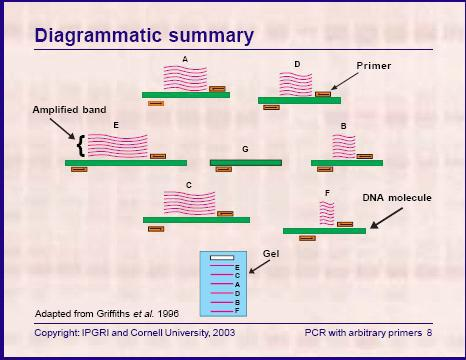 Diagrammatic summary
A
D
Primer
Amplified band
E
G
B
C
F
DNA molecule
Gel
E
C
A
D
B
F
Adapted from Griffiths et al. 1996
Copyright: IPGRI and Cornell University, 2003
PCR with arbitrary primers 8